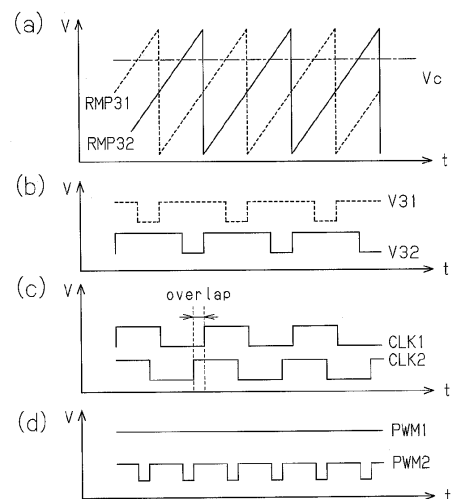 (a)
V
Vc
RMP31
RMP32
t
(b)
V31
V32
t
(c)
V
overlap
CLK1
CLK2
t
(d)
V
PWM1
PWM2
t